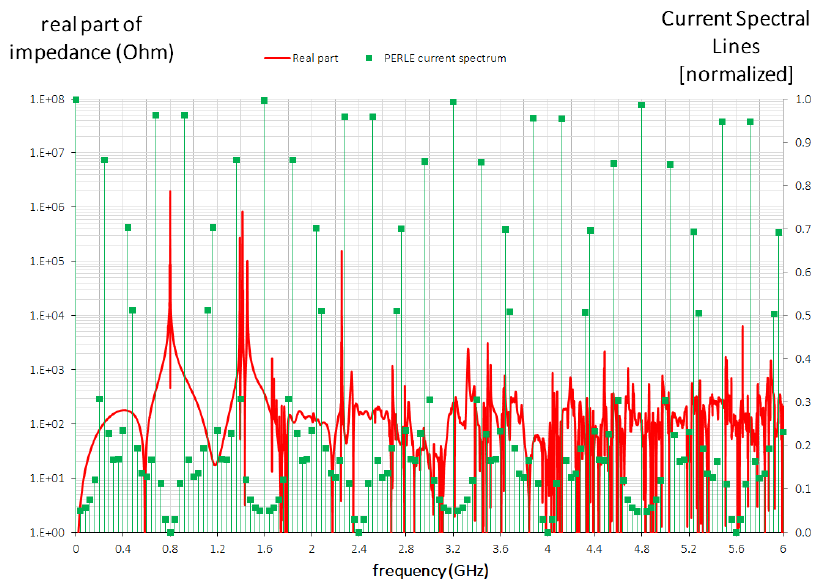 real part of
impedance (Ohm)
Current Spectral
Lines
[normalized]
Real part
PERLE current spectrum
1.E+08
1.E+07
1.E+06
1.E+05
1.E+04
1.E+03
1.E+02
1.E+01
1.E+00
1.0
0.9
0.8
0.7
0.6
0.5
0.4
0.3
0.2
0.1
0.0
0 0.4 0.8 1.2 1.6 2 2.4 2.8 3.2 3.6 4 4.4 4.8 5.2 5.6 6
frequency (GHz)